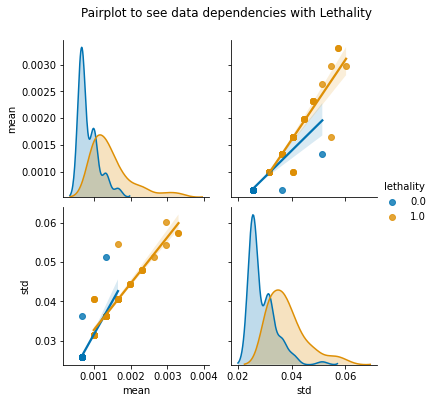 Pairplot to see data dependencies with Lethality
0.0030
0.0025
0.0020
0.0015
0.0010
mean
lethality
0.0
1.0
0.06
0.05
0.04
0.03
std
0.001 0.002 0.003 0.004
mean
0.02 0.04 0.06
std